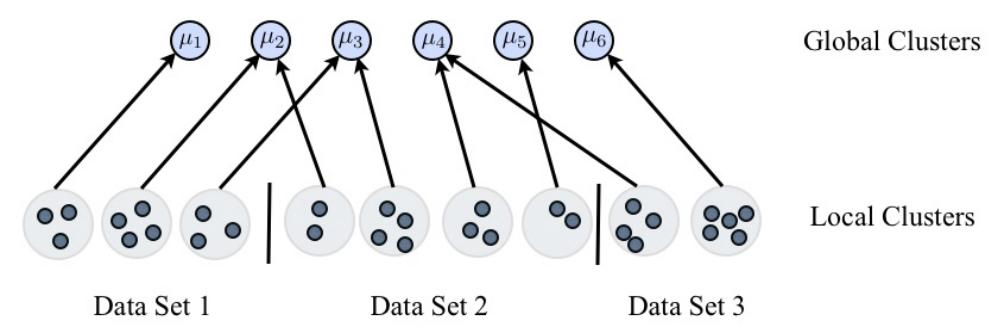 μ1 μ2 μ3 μ4 μ5 μ6 Global Clusters
Local Clusters
Data Set 1 Data Set 2 Data Set 3